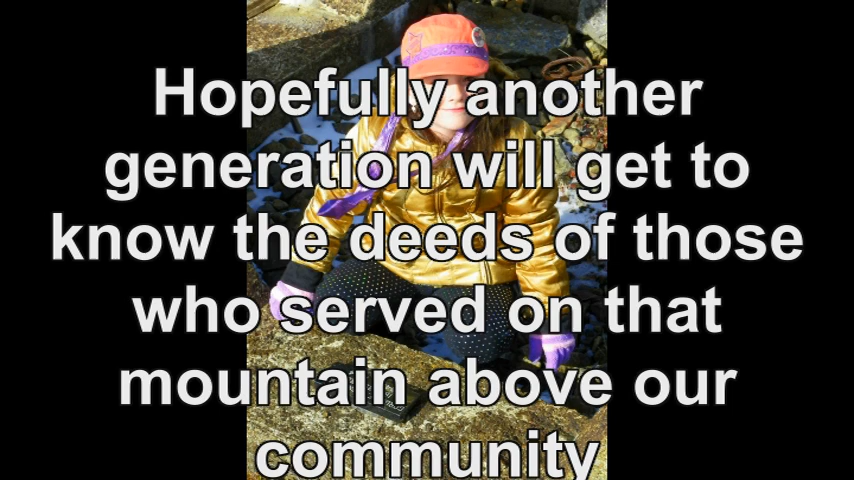 Hopefully another
generation will get to
know the deeds of those
who served on that
mountain above our
community